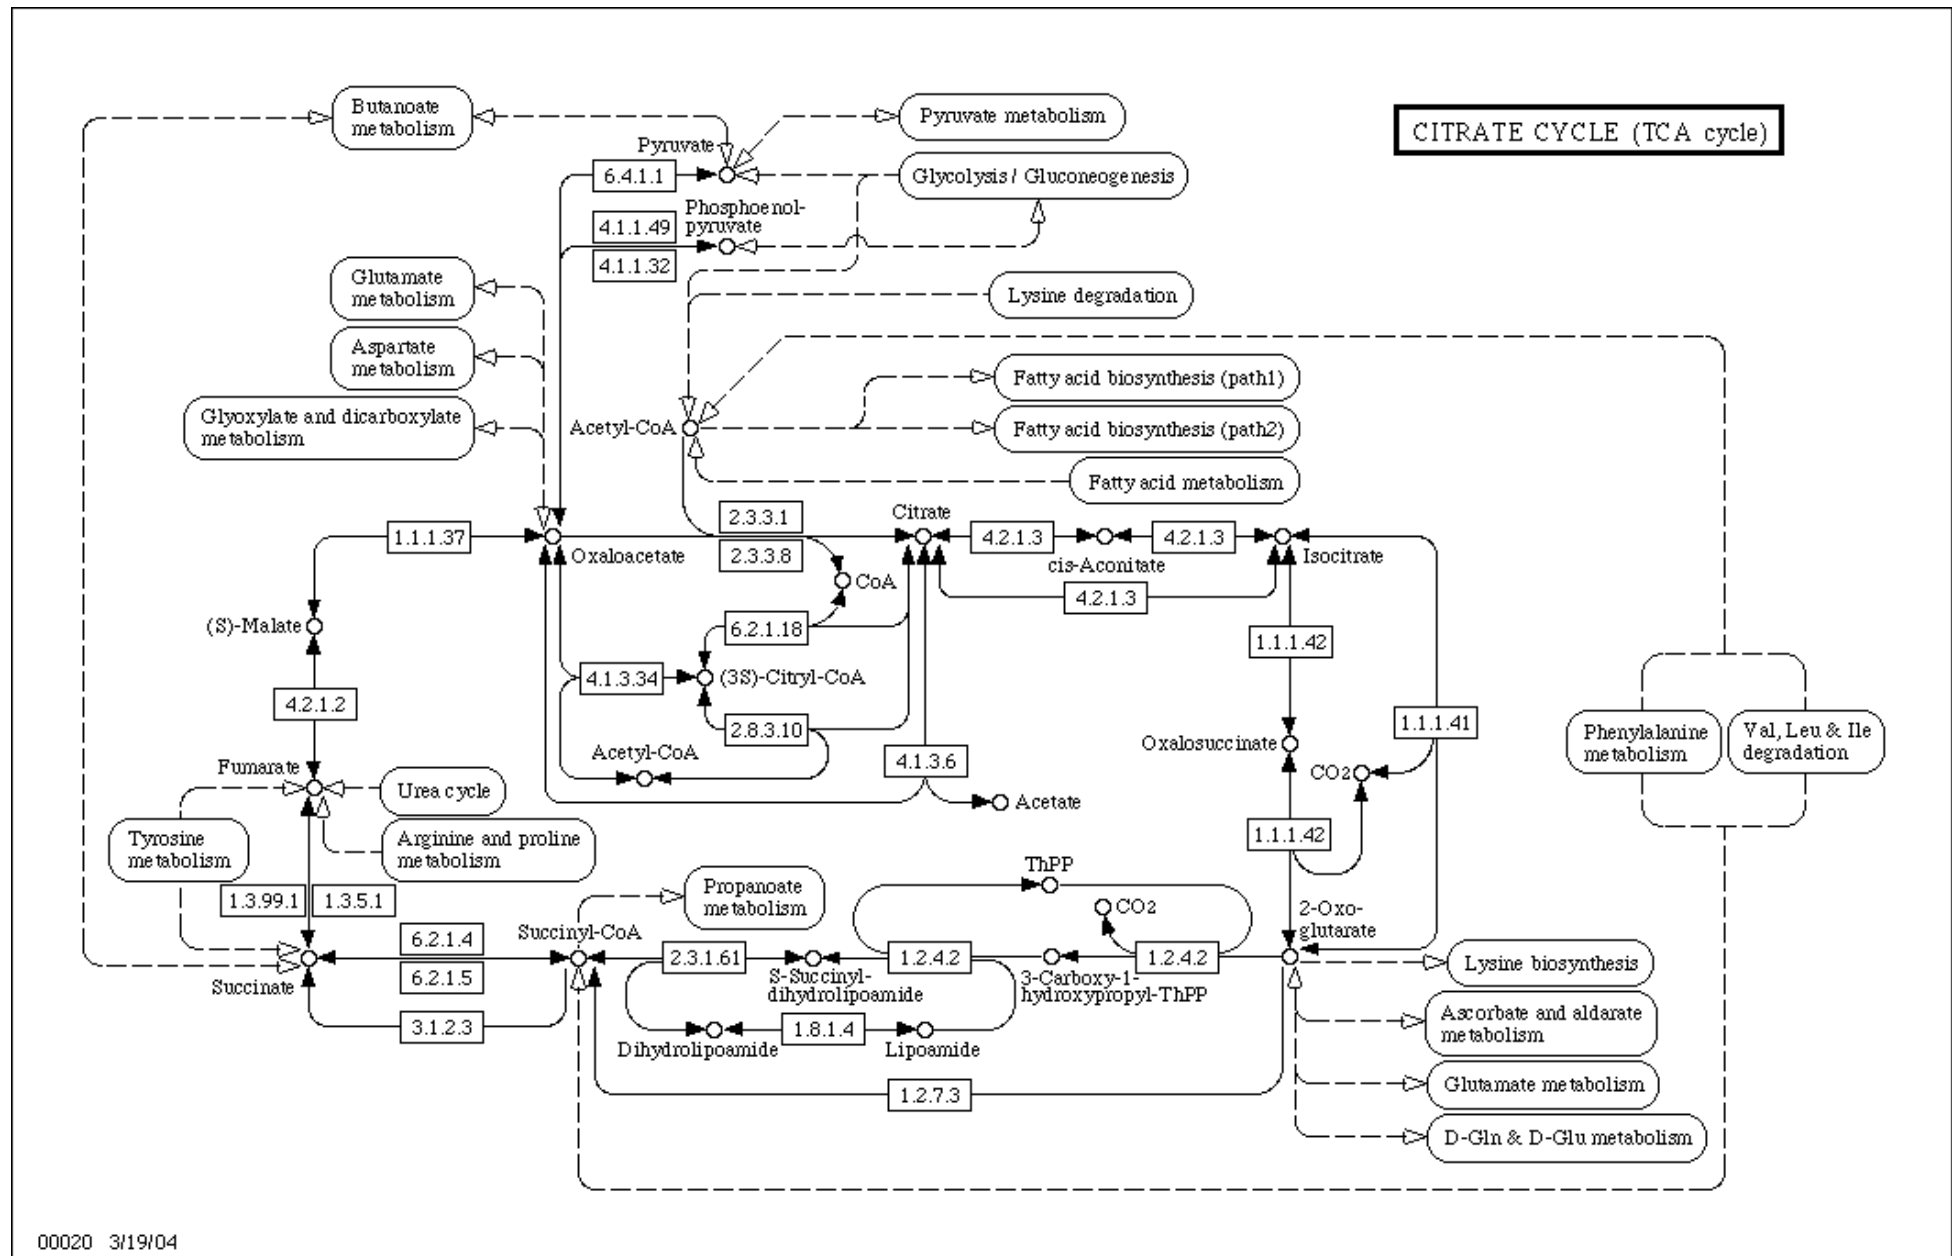 Butanoate
metabolism
Pyruvate metabolism
CITRATE CYCLE (TCA cycle)
Pyruvate
6.4.1.1
Glycolysis / Gluconeogenesis
Phosphoenol-
pyruvate
4.1.1.49
4.1.1.32
Glutamate
metabolism
Lysine degradation
Aspartate
metabolism
Fatty acid biosynthesis (path1)
Glyoxylate and dicarboxylate
metabolism
Acetyl-CoA
Fatty acid biosynthesis (path2)
Fatty acid metabolism
1.1.1.37
Oxaloacetate
2.3.3.1
2.3.3.8
Citrate
4.2.1.3
cis-Aconitate
4.2.1.3
Isocitrate
CoA
4.2.1.3
(S)-Malate
6.2.1.18
1.1.1.42
4.1.3.34
(3S)-Citryl-CoA
4.2.1.2
2.8.3.10
1.1.1.41
Phenylalanine
metabolism
Val, Leu & Ile
degradation
Acetyl-CoA
4.1.3.6
Oxalosuccinate
CO2
Fumarate
Urea cycle
Acetate
Tyrosine
metabolism
Arginine and proline
metabolism
1.1.1.42
ThPP
1.3.99.1
1.3.5.1
Propanoate
metabolism
CO2
2-Oxo-
glutarate
6.2.1.4
6.2.1.5
Succinyl-CoA
2.3.1.61
S-Succinyl-
dihydrolipoamide
1.2.4.2
3-Carboxy-1-
hydroxypropyl-ThPP
1.2.4.2
Lysine biosynthesis
Succinate
3.1.2.3
Dihydrolipoamide
1.8.1.4
Lipoamide
Ascorbate and aldarate
metabolism
1.2.7.3
Glutamate metabolism
D-Gln & D-Glu metabolism
00020 3/19/04